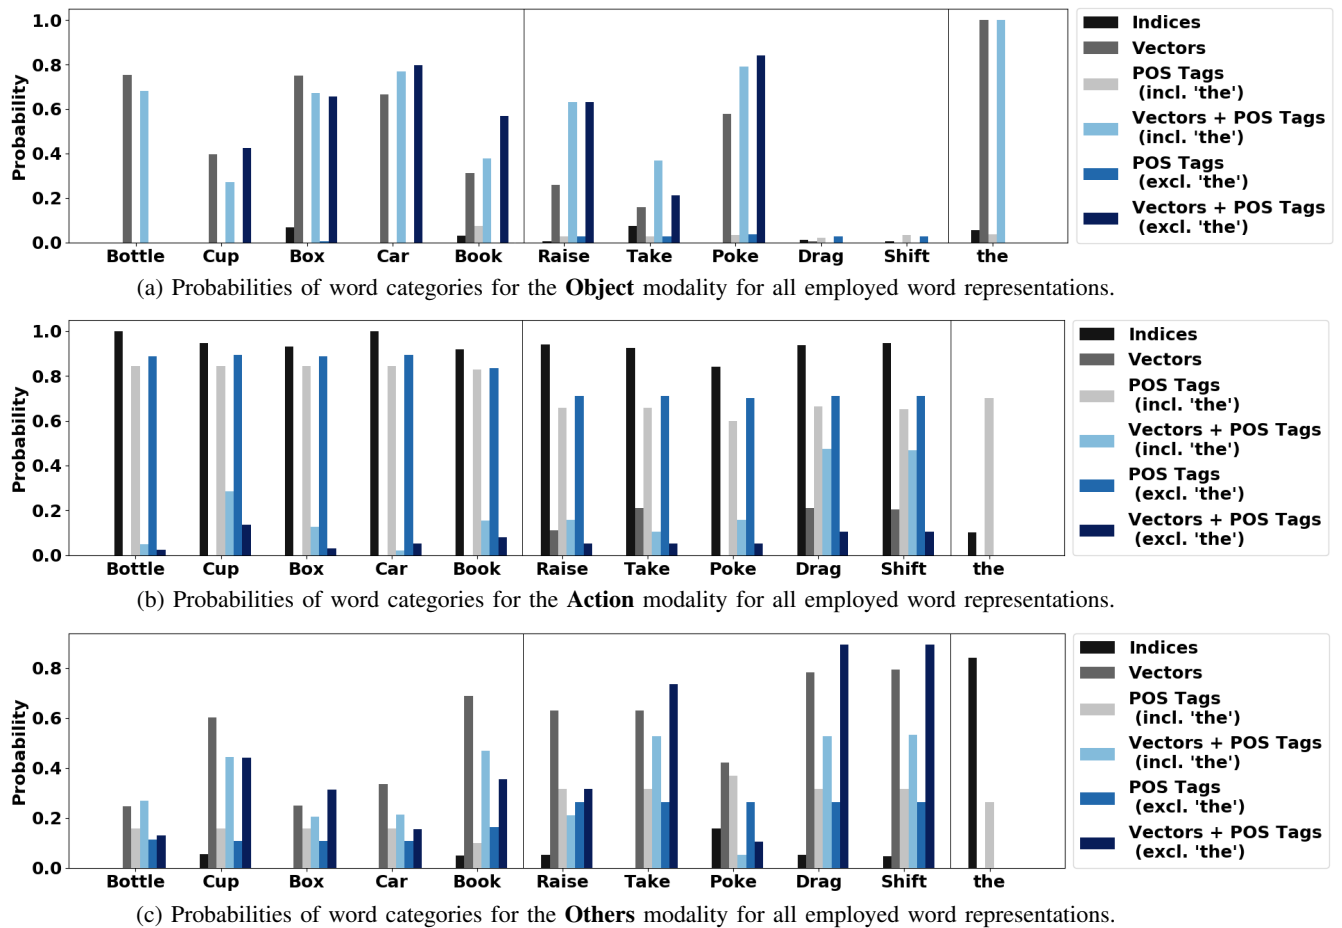 1.0
0.8
0.6
0.4
0.2
0.0
Probability
Bottle Cup Box Car Book Raise Take Poke Drag Shift the
Indices
Vectors
POS Tags
(incl. 'the')
Vectors + POS Tags
(incl. 'the')
POS Tags
(excl. 'the')
Vectors + POS Tags
(excl. 'the')
(a) Probabilities of word categories for the Object modality for all employed word representations.
1.0
0.8
0.6
0.4
0.2
0.0
Probability
Bottle Cup Box Car Book Raise Take Poke Drag Shift the
Indices
Vectors
POS Tags
(incl. 'the')
Vectors + POS Tags
(incl. 'the')
POS Tags
(excl. 'the')
Vectors + POS Tags
(excl. 'the')
(b) Probabilities of word categories for the Action modality for all employed word representations.
0.8
0.6
0.4
0.2
0.0
Probability
Bottle Cup Box Car Book Raise Take Poke Drag Shift the
Indices
Vectors
POS Tags
(incl. 'the')
Vectors + POS Tags
(incl. 'the')
POS Tags
(excl. 'the')
Vectors + POS Tags
(excl. 'the')
(c) Probabilities of word categories for the Others modality for all employed word representations.